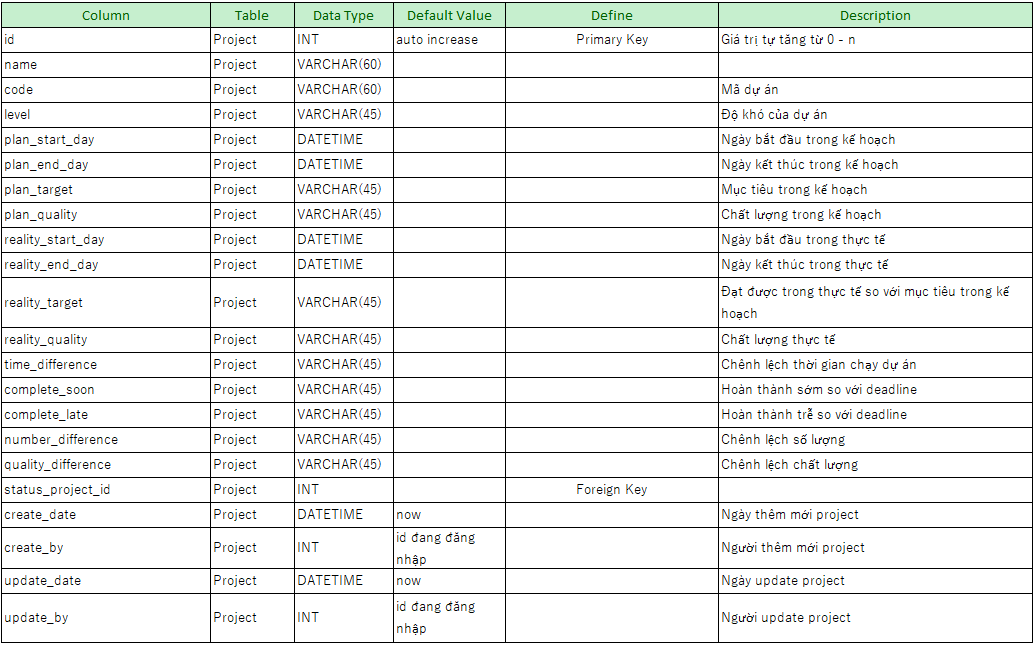 Column Table Data Type Default Value Define Description
id Project INT auto increase Primary Key Giá trị tự tăng từ 0 - n
name Project VARCHAR(60)
code Project VARCHAR(60) Mã dự án
level Project VARCHAR(45) Độ khó của dự án
plan_start_day Project DATETIME Ngày bắt đầu trong kế hoạch
plan_end_day Project DATETIME Ngày kết thúc trong kế hoạch
plan_target Project VARCHAR(45) Mục tiêu trong kế hoạch
plan_quality Project VARCHAR(45) Chất lượng trong kế hoạch
reality_start_day Project DATETIME Ngày bắt đầu trong thực tế
reality_end_day Project DATETIME Ngày kết thúc trong thực tế
reality_target Project VARCHAR(45) Đạt được trong thực tế so với mục tiêu trong kế
hoạch
reality_quality Project VARCHAR(45) Chất lượng thực tế
time_difference Project VARCHAR(45) Chênh lệch thời gian chạy dự án
complete_soon Project VARCHAR(45) Hoàn thành sớm so với deadline
complete_late Project VARCHAR(45) Hoàn thành trễ so với deadline
number_difference Project VARCHAR(45) Chênh lệch số lượng
quality_difference Project VARCHAR(45) Chênh lệch chất lượng
status_project_id Project INT Foreign Key
create_date Project DATETIME now Ngày thêm mới project
create_by Project INT id đang đăng
nhập Người thêm mới project
update_date Project DATETIME now Ngày update project
update_by Project INT id đang đăng
nhập Người update project